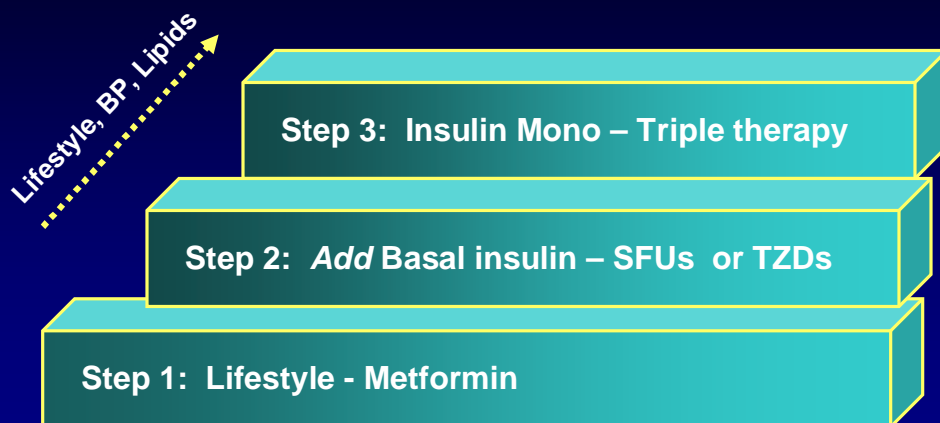 Lifestyle, BP, Lipids
Step 3: Insulin Mono – Triple therapy
Step 2: Add Basal insulin – SFUs or TZDs
Step 1: Lifestyle - Metformin